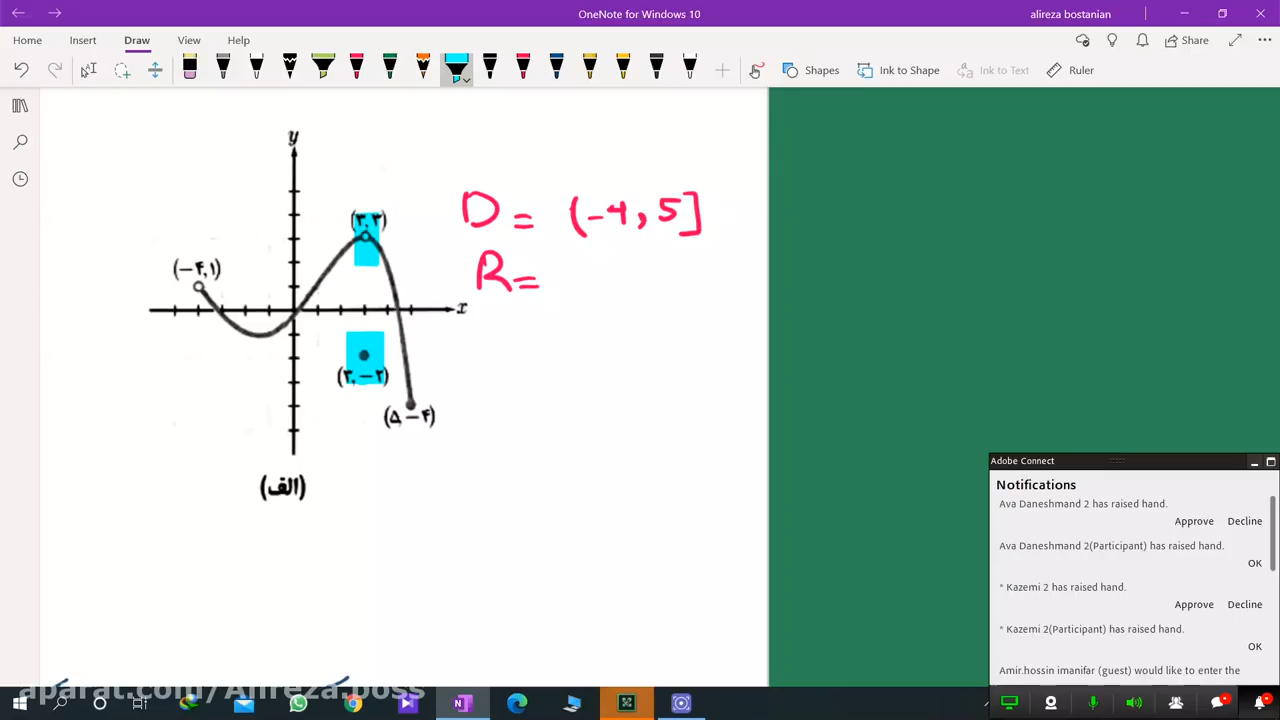 OneNote for Windows 10
alireza bostanian
Home Insert Draw View Help
Share
Shapes
Ink to Shape
Ink to Text
Ruler
y
(۳,۳)
(−۴,۱)
x
(۳,−۲)
(۵,−۴)
(الف)
D = (-4, 5]
R =
Adobe Connect
Notifications
Ava Daneshmand 2 has raised hand.
Approve Decline
Ava Daneshmand 2(Participant) has raised hand.
OK
* Kazemi 2 has raised hand.
Approve Decline
* Kazemi 2(Participant) has raised hand.
OK
Amir.hossin imanifar (guest) would like to enter the
aparat.com/Alireza.boss